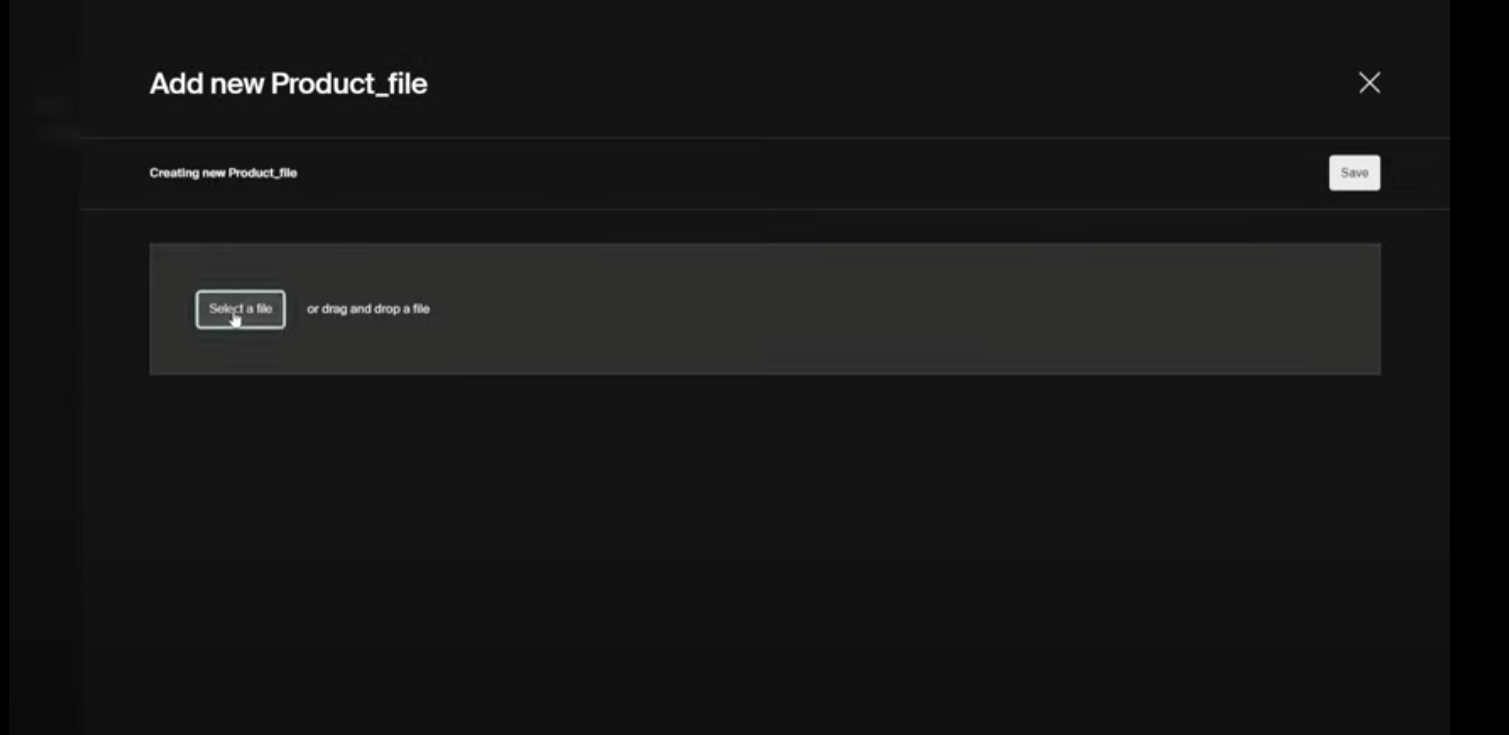 Add new Product_file
Creating new Product_file
Save
Select a file
or drag and drop a file